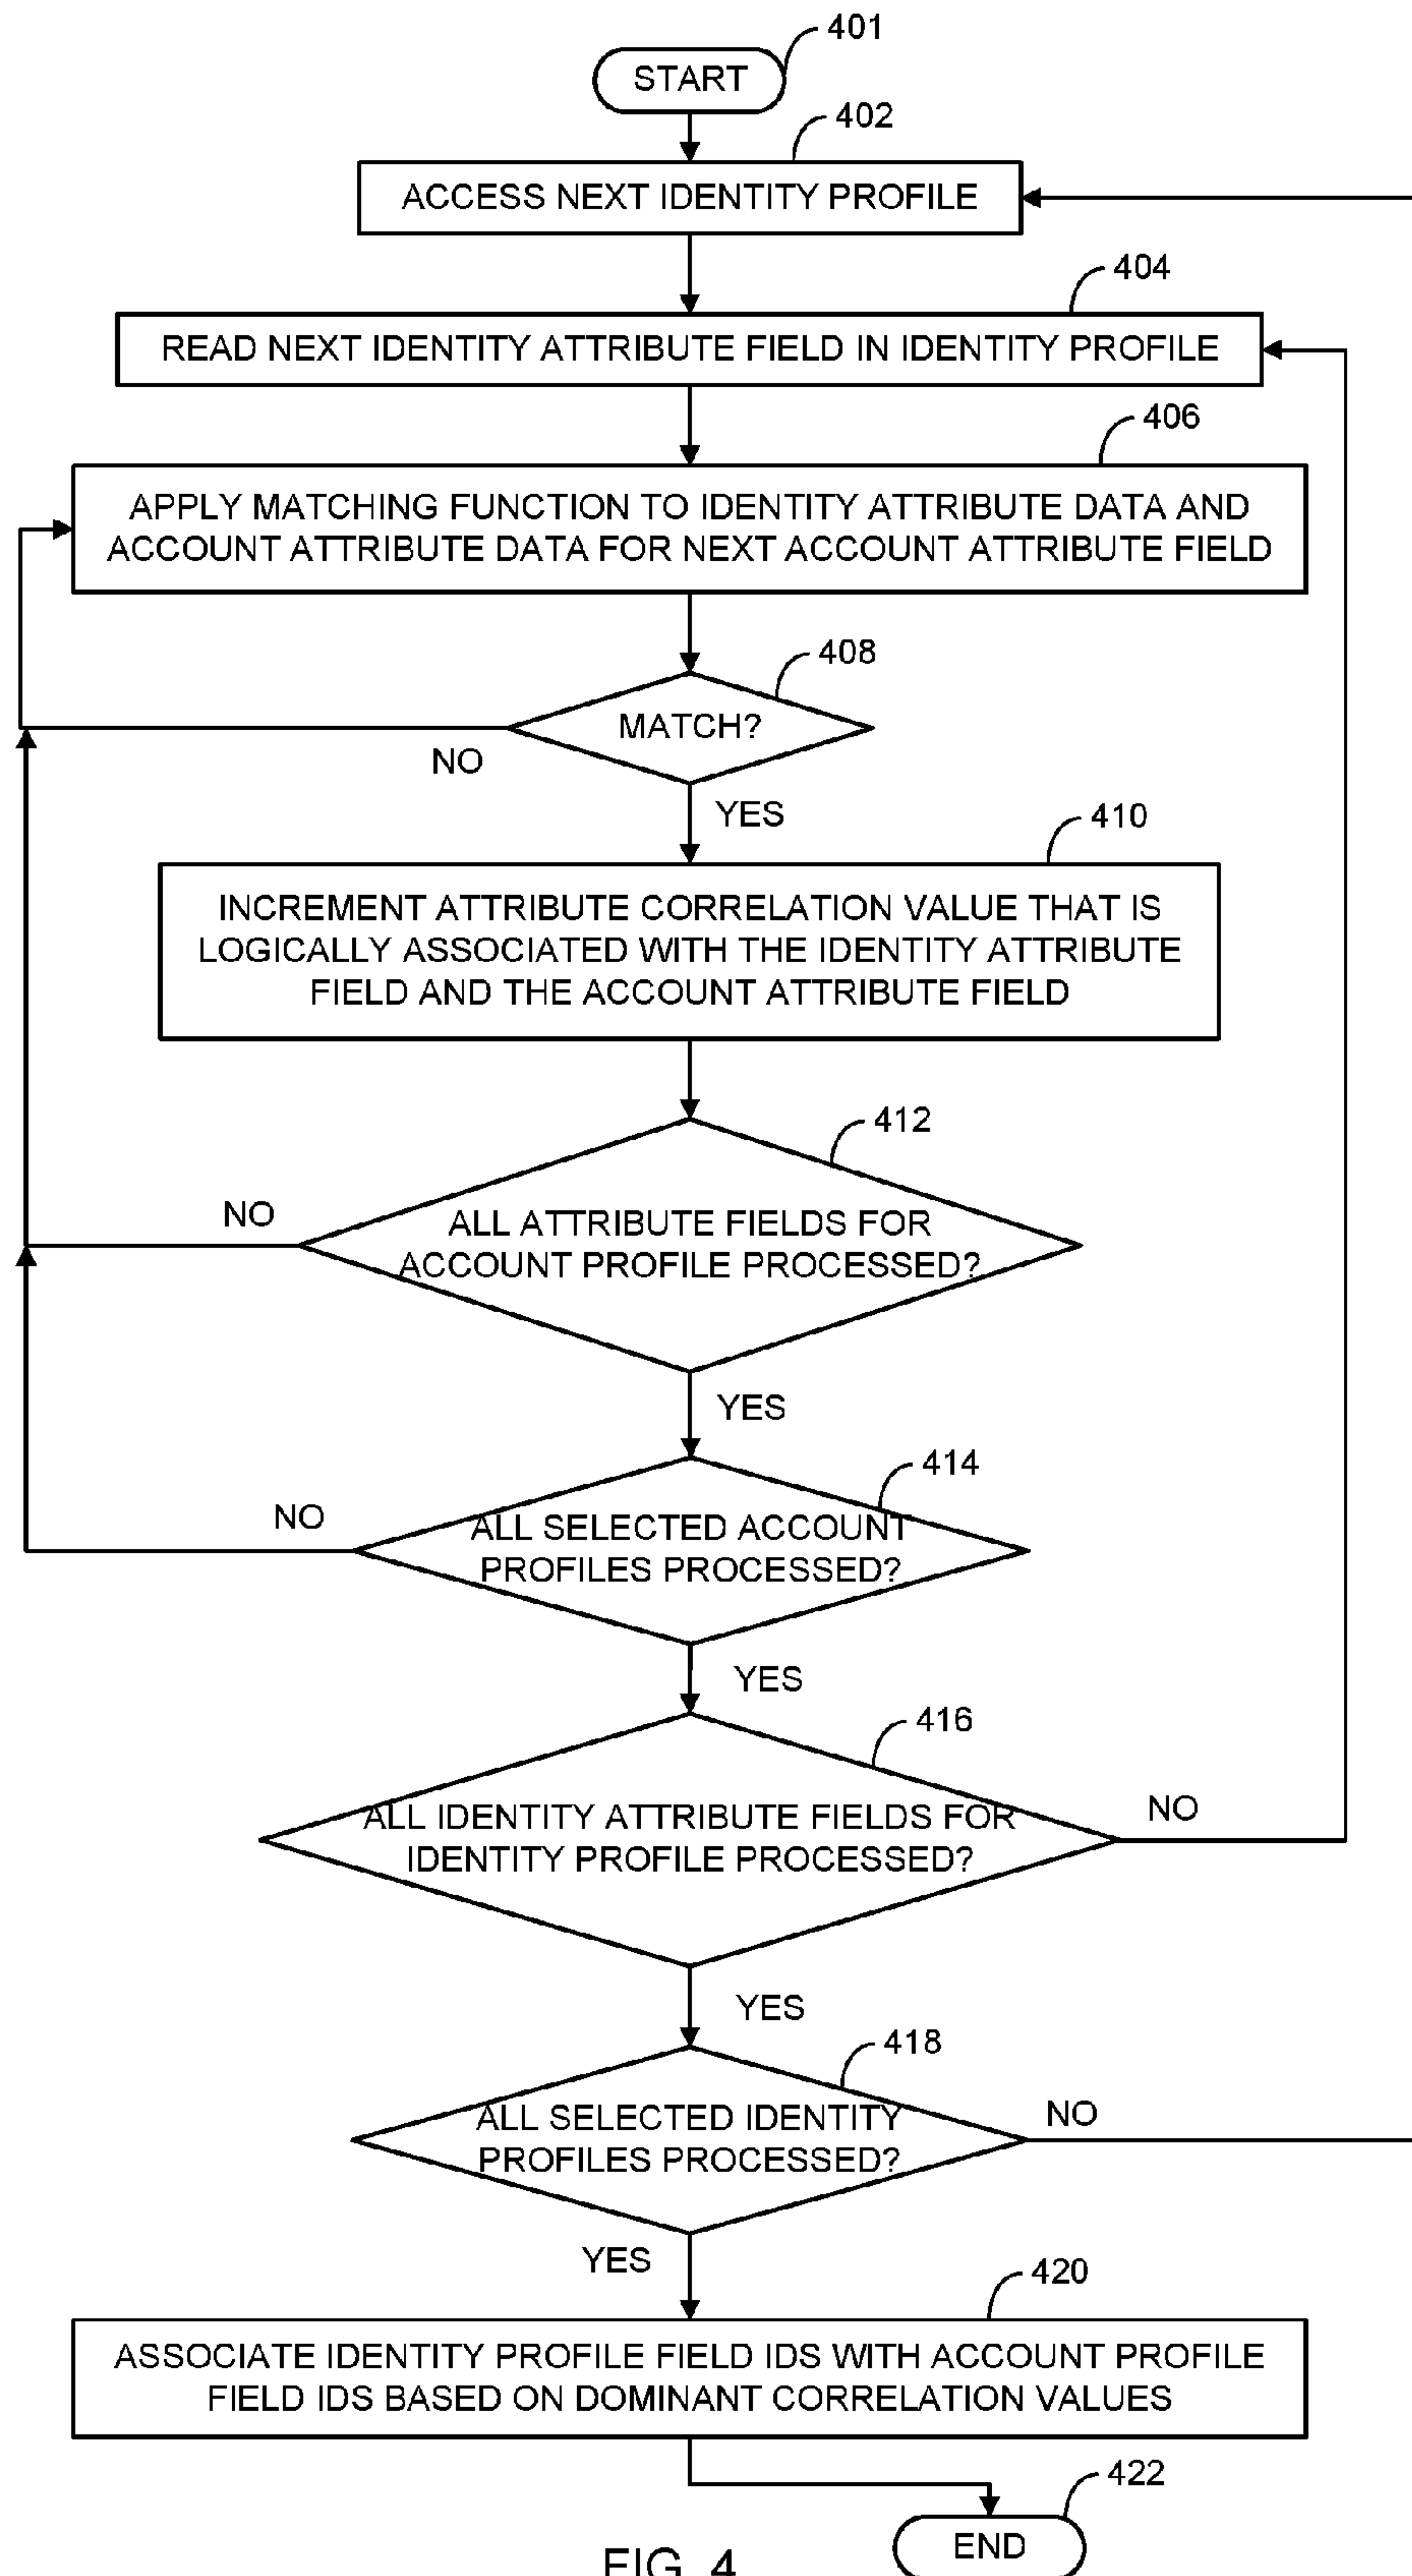 401
START
402
ACCESS NEXT IDENTITY PROFILE
404
READ NEXT IDENTITY ATTRIBUTE FIELD IN IDENTITY PROFILE
406
APPLY MATCHING FUNCTION TO IDENTITY ATTRIBUTE DATA AND
ACCOUNT ATTRIBUTE DATA FOR NEXT ACCOUNT ATTRIBUTE FIELD
408
MATCH?
NO
YES
410
INCREMENT ATTRIBUTE CORRELATION VALUE THAT IS
LOGICALLY ASSOCIATED WITH THE IDENTITY ATTRIBUTE
FIELD AND THE ACCOUNT ATTRIBUTE FIELD
412
NO
ALL ATTRIBUTE FIELDS FOR
ACCOUNT PROFILE PROCESSED?
YES
414
NO
ALL SELECTED ACCOUNT
PROFILES PROCESSED?
YES
416
ALL IDENTITY ATTRIBUTE FIELDS FOR
IDENTITY PROFILE PROCESSED?
NO
YES
418
ALL SELECTED IDENTITY
PROFILES PROCESSED?
NO
YES
420
ASSOCIATE IDENTITY PROFILE FIELD IDS WITH ACCOUNT PROFILE
FIELD IDS BASED ON DOMINANT CORRELATION VALUES
422
END
FIG. 4